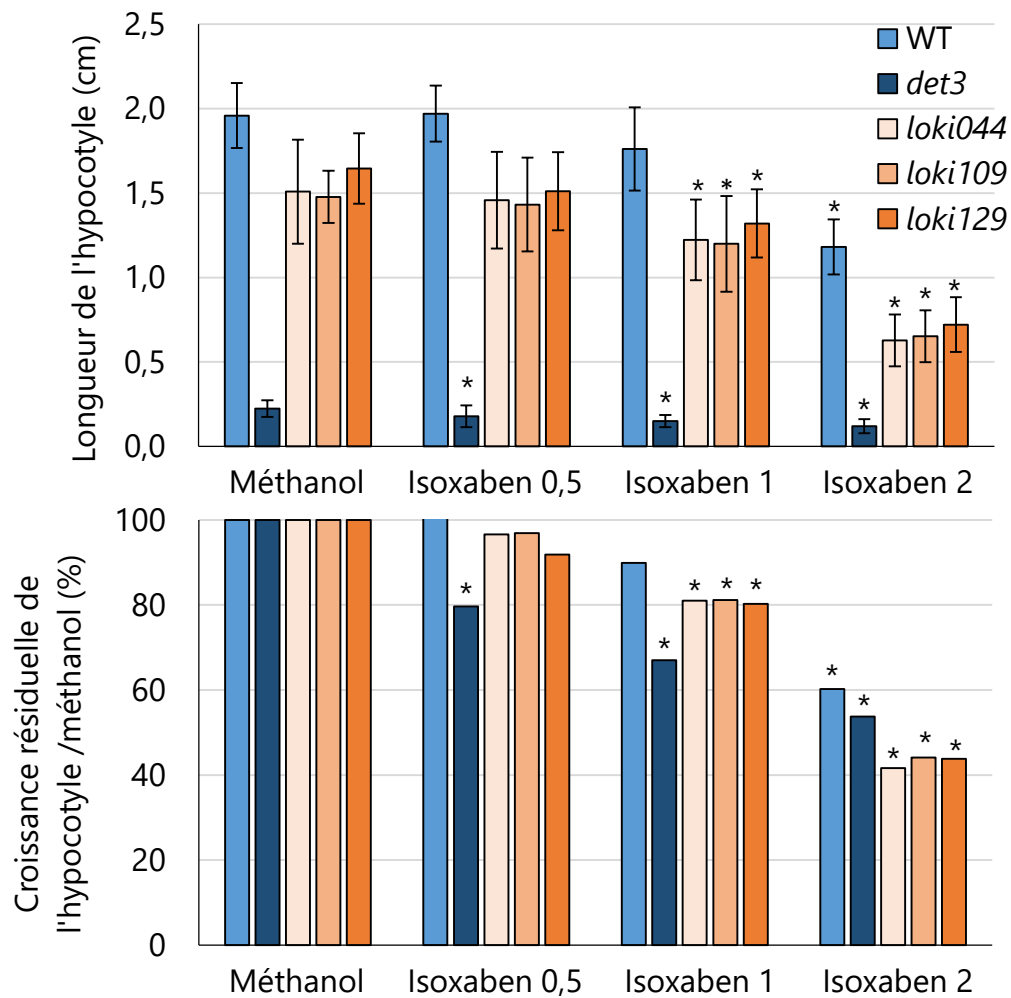 Longueur de l'hypocotyle (cm)
2,5
2,0
1,5
1,0
0,5
0,0
WT
det3
loki044
loki109
loki129
* * * *
* * * *
* * * *
Méthanol Isoxaben 0,5 Isoxaben 1 Isoxaben 2
Croissance résiduelle de
l'hypocotyle /méthanol (%)
100
80
60
40
20
0
* * * *
* * * * * *
Méthanol Isoxaben 0,5 Isoxaben 1 Isoxaben 2